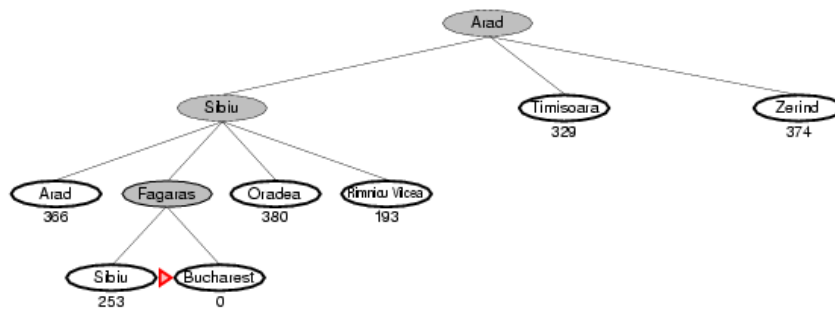 Arad
Sibiu
Timisoara
Zerind
329
374
Arad
Fagaras
Oradea
Rimnicu Vilcea
366
380
193
Sibiu
Bucharest
253
0